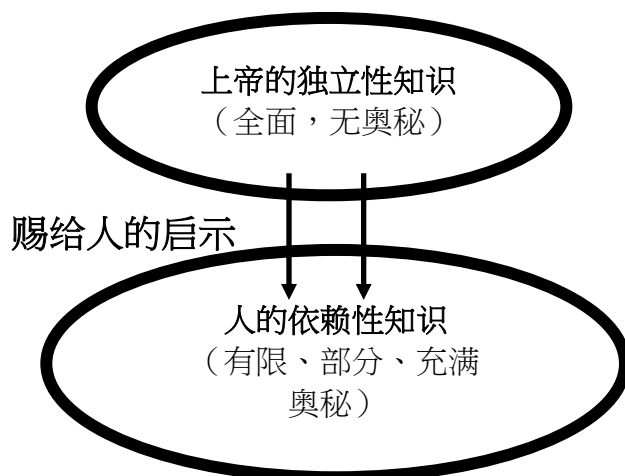 上帝的独立性知识
（全面，无奥秘）
赐给人的启示
人的依赖性知识
（有限、部分、充满
奥秘）